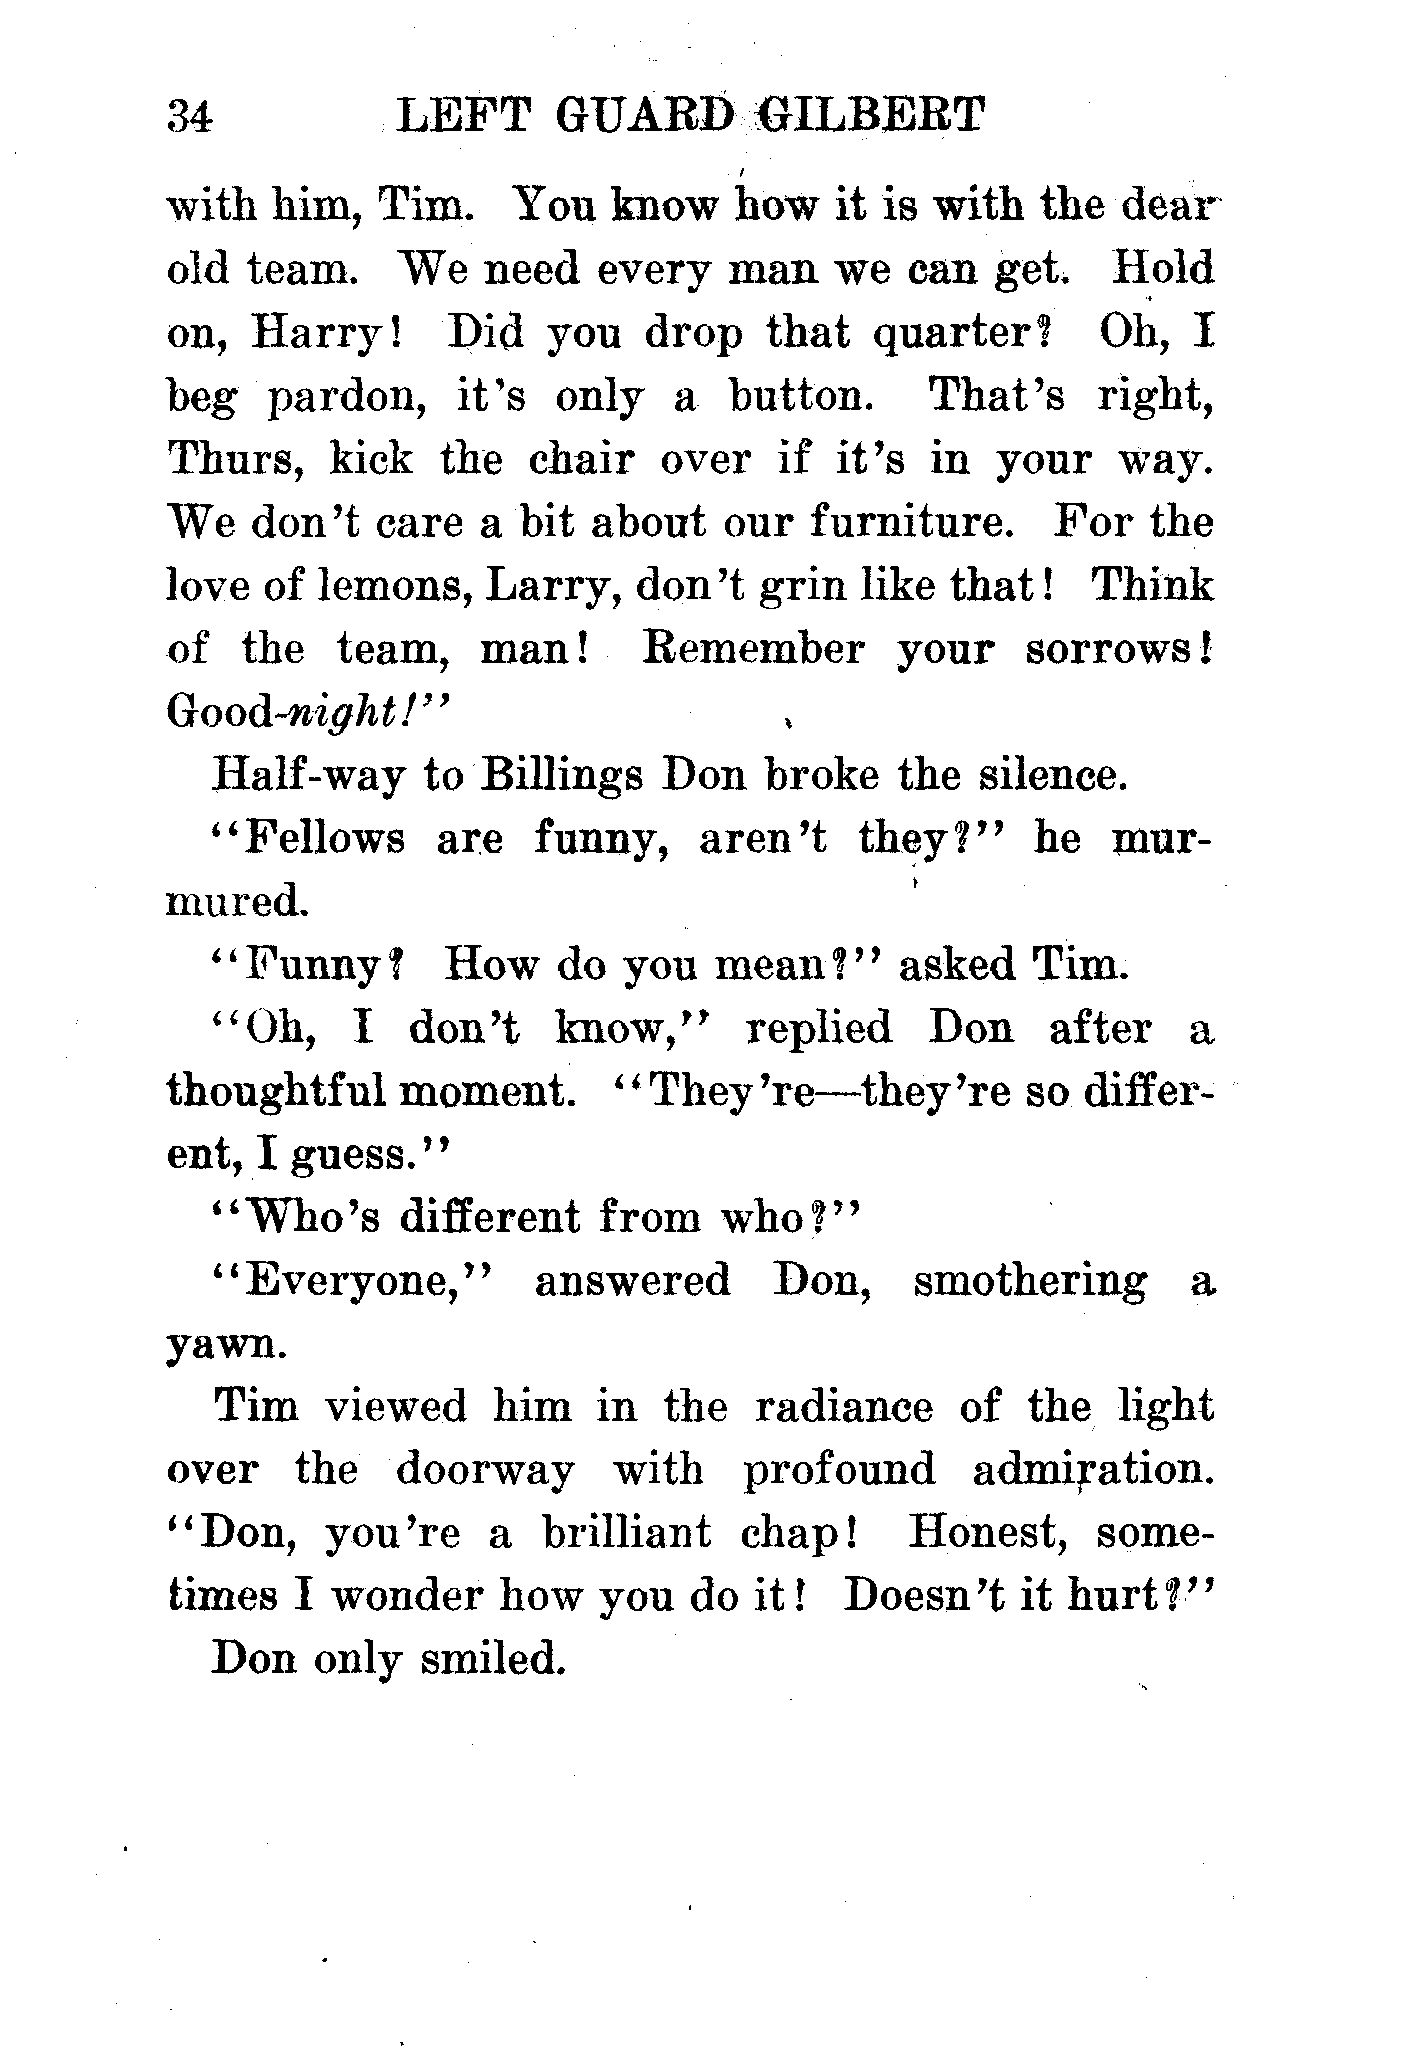 34 LEFT GUARD GILBERT
with him, Tim. You know how it is with the dear
old team. We need every man we can get. Hold
on, Harry! Did you drop that quarter? Oh, I
beg pardon, it's only a button. That's right,
Thurs, kick the chair over if it's in your way.
We don't care a bit about our furniture. For the
love of lemons, Larry, don't grin like that! Think
of the team, man! Remember your sorrows!
Good-night!"
Half-way to Billings Don broke the silence.
"Fellows are funny, aren't they?" he mur-
mured.
"Funny? How do you mean?" asked Tim.
"Oh, I don't know," replied Don after a
thoughtful moment. "They're—they're so differ-
ent, I guess."
"Who's different from who?"
"Everyone," answered Don, smothering a
yawn.
Tim viewed him in the radiance of the light
over the doorway with profound admiration.
"Don, you're a brilliant chap! Honest, some-
times I wonder how you do it! Doesn't it hurt?"
Don only smiled.